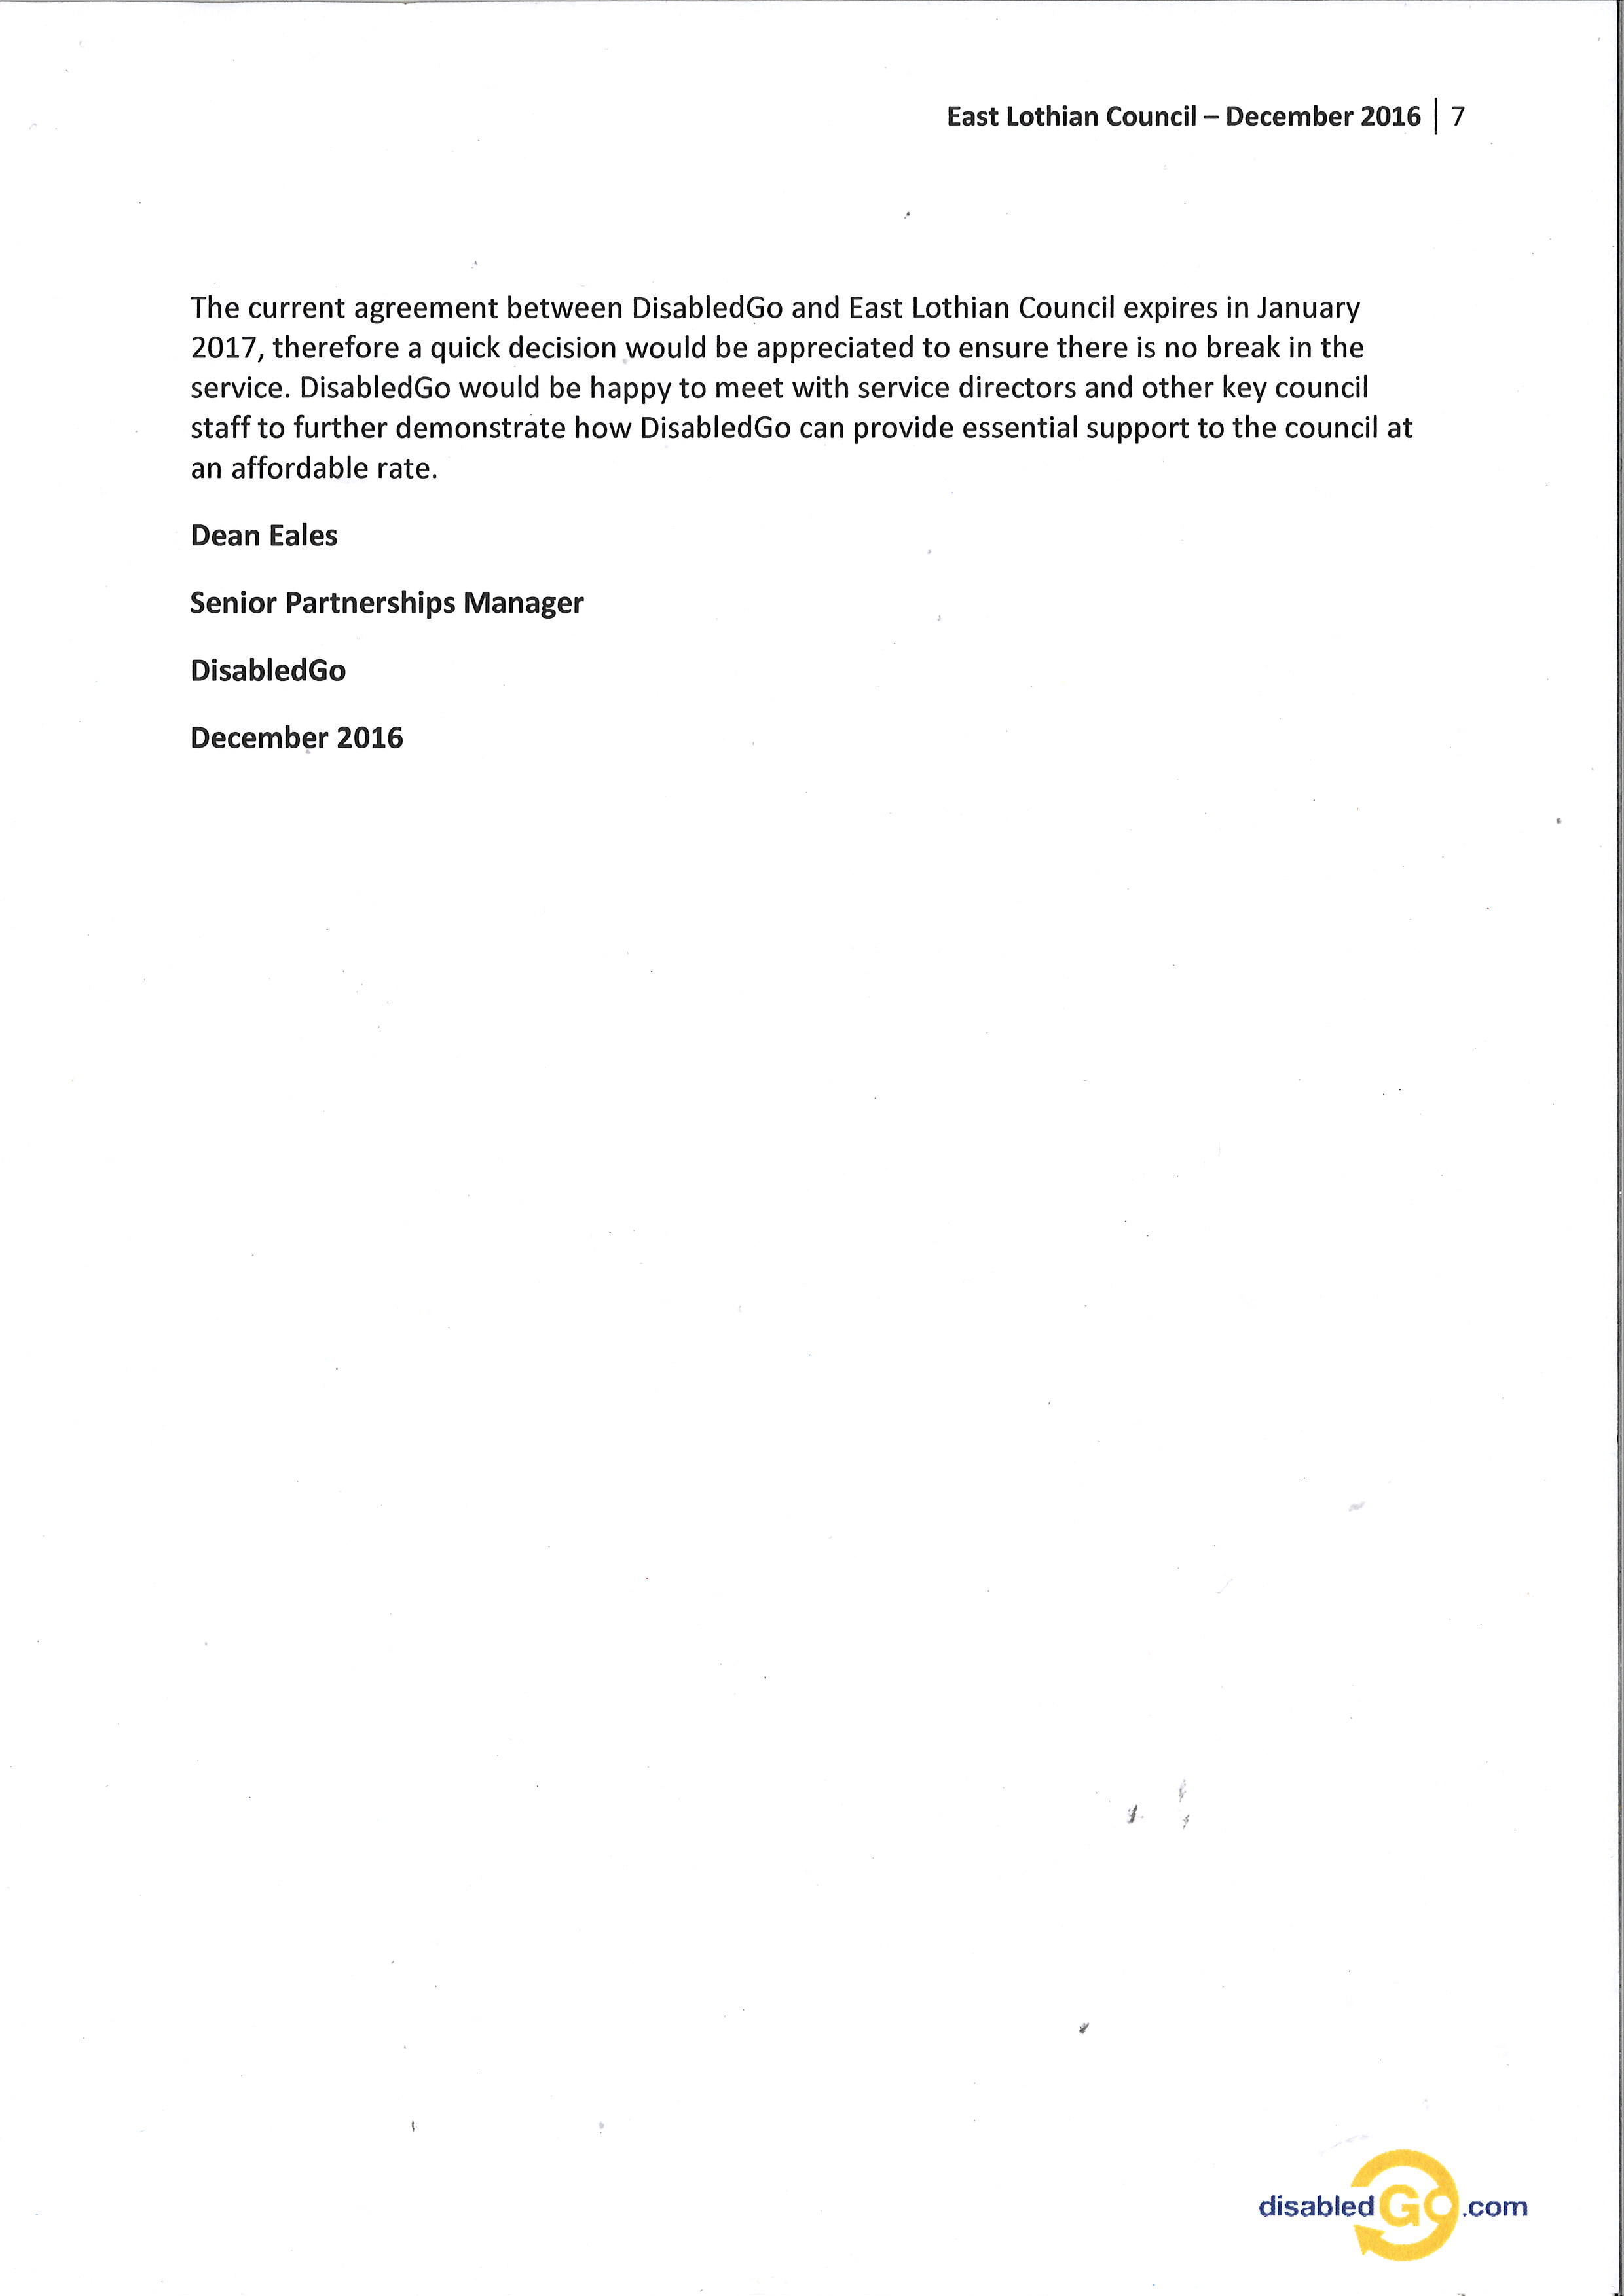 East Lothian Council – December 2016 | 7
The current agreement between DisabledGo and East Lothian Council expires in January
2017, therefore a quick decision would be appreciated to ensure there is no break in the
service. DisabledGo would be happy to meet with service directors and other key council
staff to further demonstrate how DisabledGo can provide essential support to the council at
an affordable rate.
Dean Eales
Senior Partnerships Manager
DisabledGo
December 2016
disabledGo.com